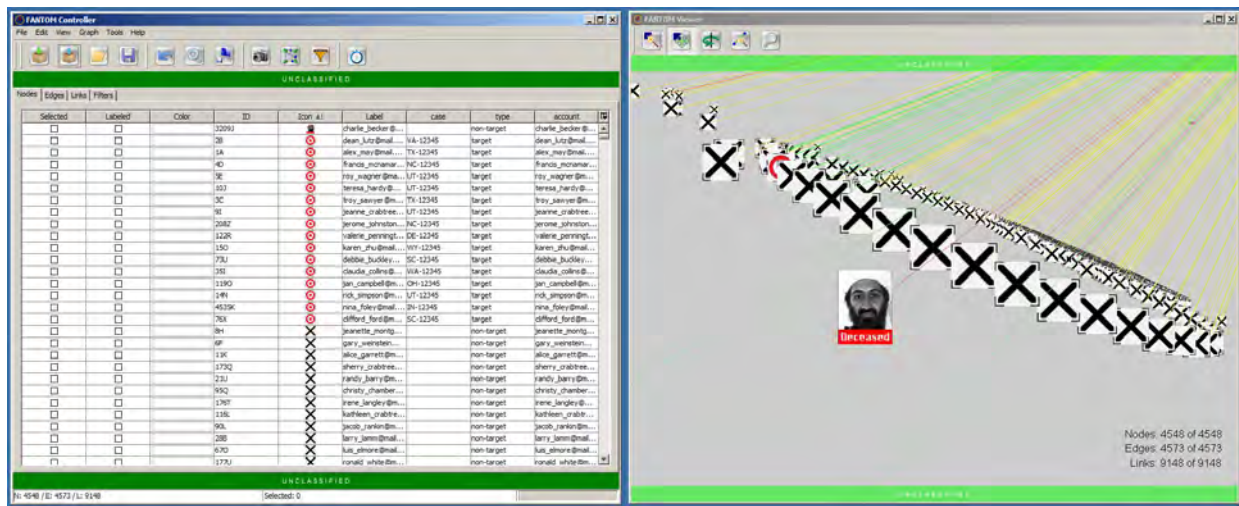 FANTOM Controller
File Edit View Graph Tools Help
UNCLASSIFIED
Nodes Edges Links Filters
Selected Labeled Color ID Icon Label case type account
3209J charlie_becker@... non-target charlie_becker@...
2B dean_lutz@mail.... VA-12345 target dean_lutz@mail....
1A alex_may@mail.... TX-12345 target alex_may@mail....
4D francis_mcnamar... NC-12345 target francis_mcnamar...
5E roy_wagner@ma... UT-12345 target roy_wagner@ma...
10J teresa_hardy@... UT-12345 target teresa_hardy@...
3C troy_sawyer@m... TX-12345 target troy_sawyer@m...
9I jeanne_crabtree... UT-12345 target jeanne_crabtree...
208Z jerome_johnston... NC-12345 target jerome_johnston...
122R valerie_penningt... DE-12345 target valerie_penningt...
15O karen_zhu@mail.... WY-12345 target karen_zhu@mail....
73U debbie_buckley... SC-12345 target debbie_buckley...
35I claudia_collins@... WA-12345 target claudia_collins@...
119O jan_campbell@m... OH-12345 target jan_campbell@m...
14N rick_simpson@m... UT-12345 target rick_simpson@m...
453SK nina_foley@mail... IN-12345 target nina_foley@mail...
76X clifford_ford@m... SC-12345 target clifford_ford@m...
8H jeanette_montg... non-target jeanette_montg...
6F gary_weinstein... non-target gary_weinstein...
11K alice_garrett@m... non-target alice_garrett@m...
173Q sherry_crabtree... non-target sherry_crabtree...
21U randy_barry@m... non-target randy_barry@m...
95Q christy_chamber... non-target christy_chamber...
176T irene_langley@m... non-target irene_langley@m...
116L kathleen_crabtr... non-target kathleen_crabtr...
90L jacob_rankin@m... non-target jacob_rankin@m...
28B larry_lamm@mail... non-target larry_lamm@mail...
67O luis_elmore@mail... non-target luis_elmore@mail...
177U ronald_white@m... non-target ronald_white@m...
UNCLASSIFIED
N: 4548 / E: 4573 / L: 9148 Selected: 0
FANTOM Viewer
UNCLASSIFIED
Deceased
Nodes: 4548 of 4548
Edges: 4573 of 4573
Links: 9148 of 9148
UNCLASSIFIED